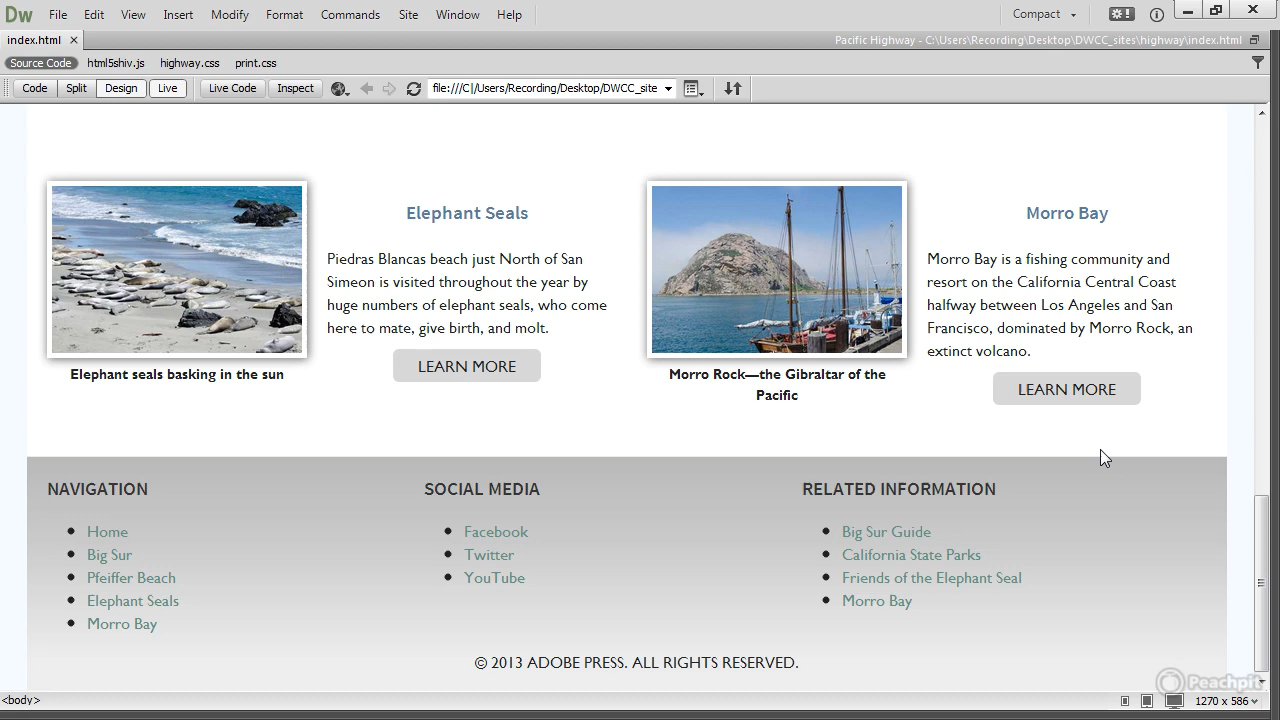 Dw File Edit View Insert Modify Format Commands Site Window Help Compact
index.html Pacific Highway - C:\Users\Recording\Desktop\DWCC_sites\highway\index.html
Source Code html5shiv.js highway.css print.css
Code Split Design Live Live Code Inspect file:///C|/Users/Recording/Desktop/DWCC_site
Elephant Seals
Piedras Blancas beach just North of San
Simeon is visited throughout the year by
huge numbers of elephant seals, who come
here to mate, give birth, and molt.
LEARN MORE
Elephant seals basking in the sun
Morro Bay
Morro Bay is a fishing community and
resort on the California Central Coast
halfway between Los Angeles and San
Francisco, dominated by Morro Rock, an
extinct volcano.
LEARN MORE
Morro Rock—the Gibraltar of the
Pacific
NAVIGATION
Home
Big Sur
Pfeiffer Beach
Elephant Seals
Morro Bay
SOCIAL MEDIA
Facebook
Twitter
YouTube
RELATED INFORMATION
Big Sur Guide
California State Parks
Friends of the Elephant Seal
Morro Bay
© 2013 ADOBE PRESS. ALL RIGHTS RESERVED.
Peachpit
<body> 1270 x 586